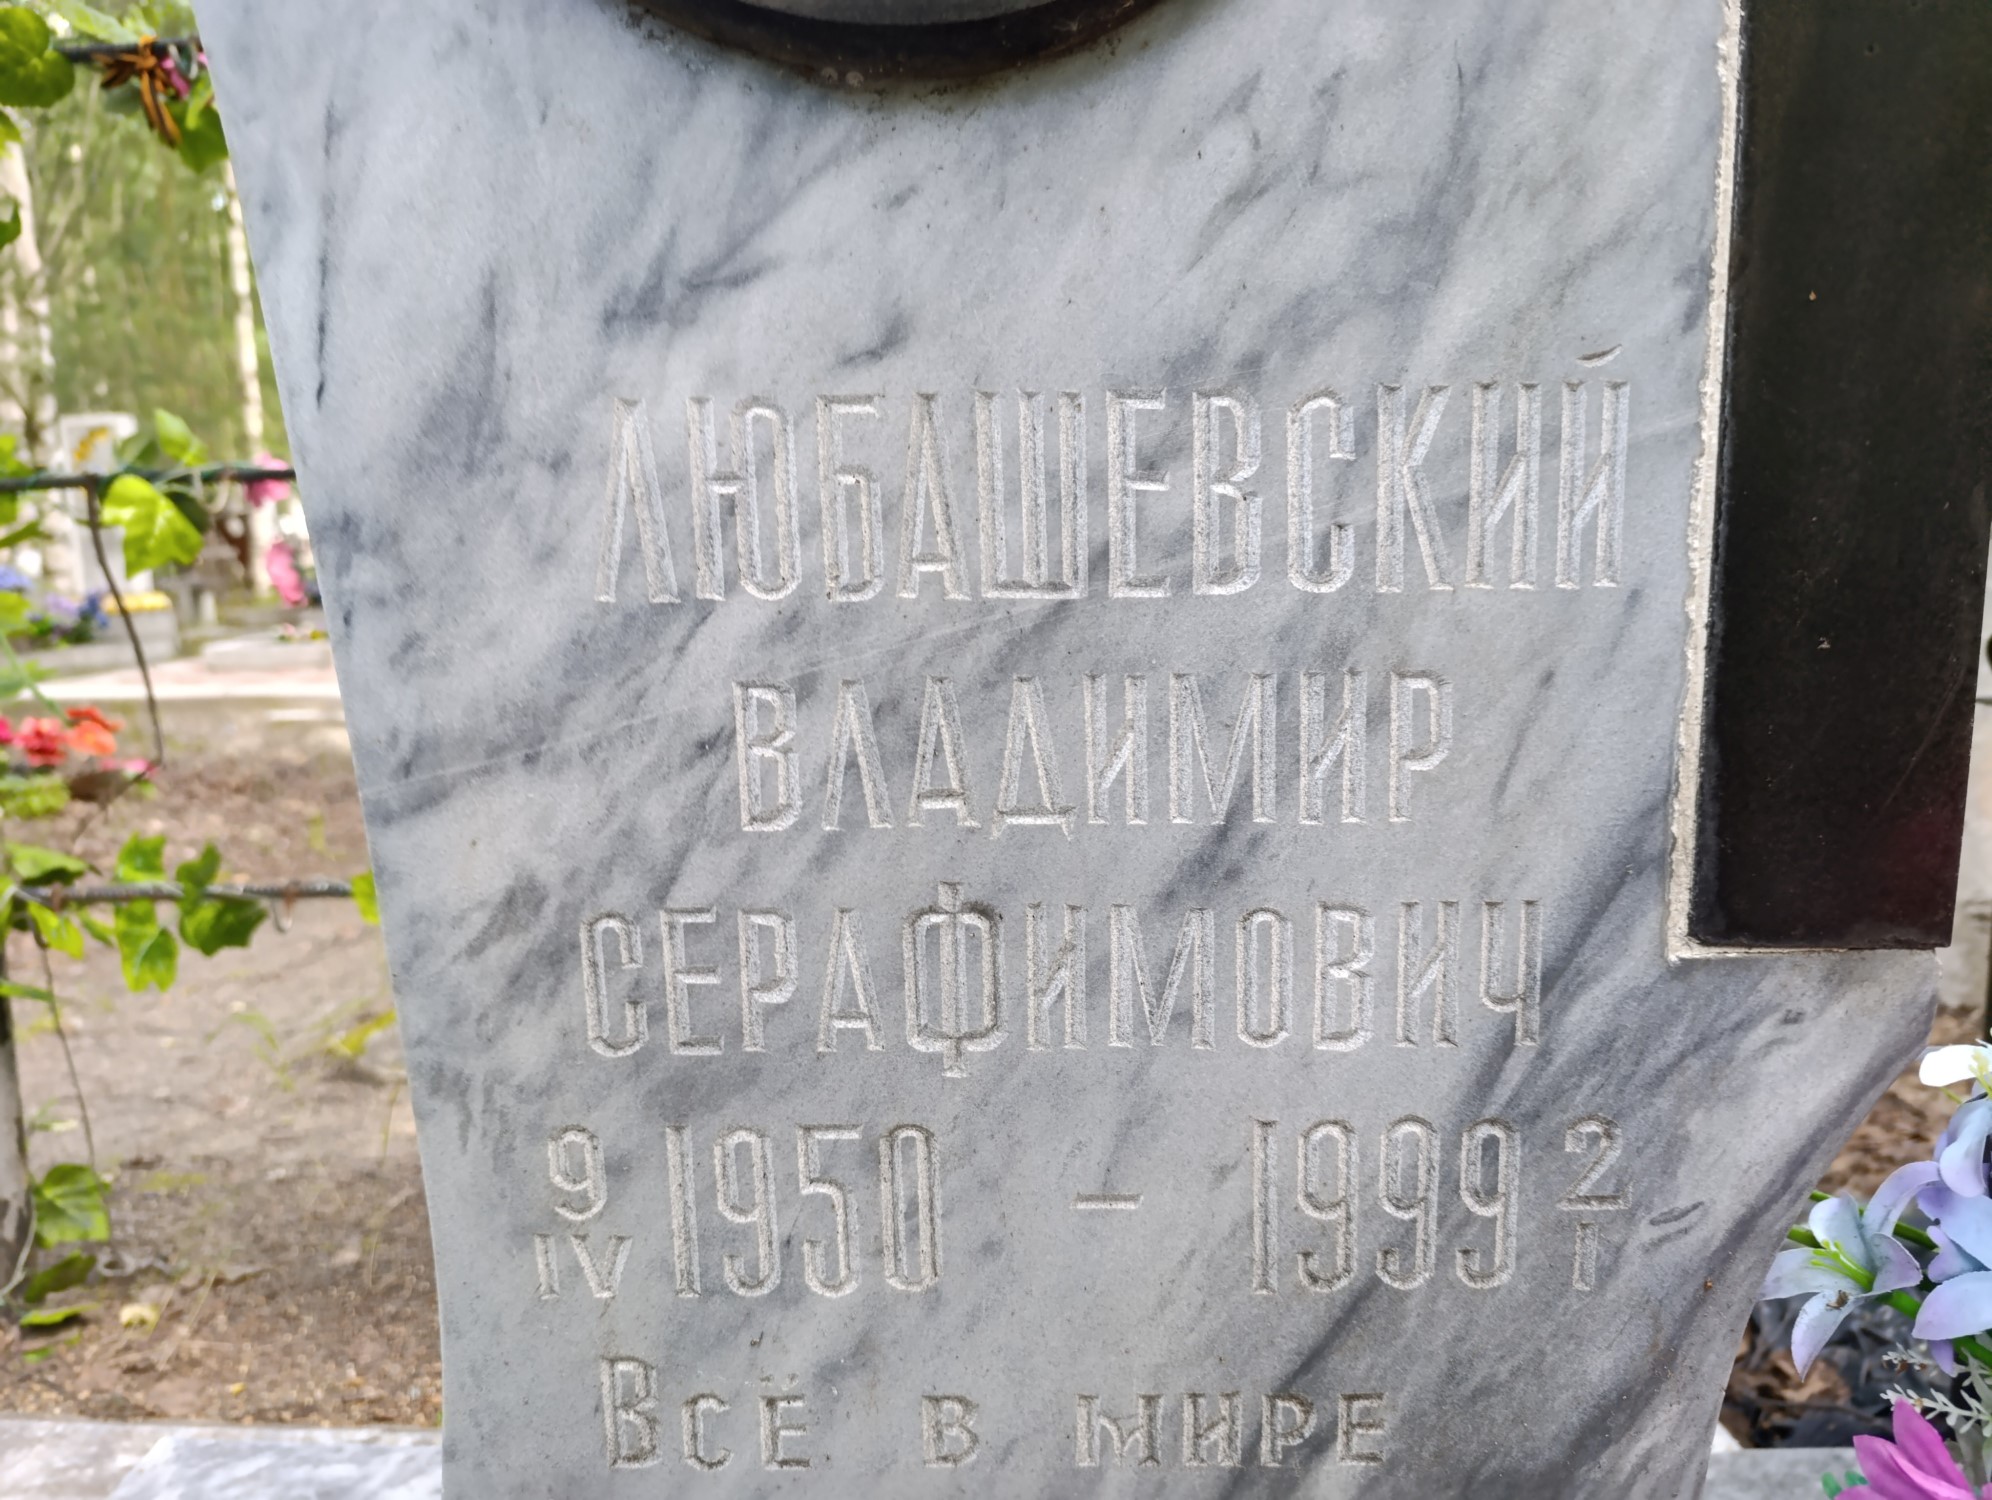 ЛЮБАШЕВСКИЙ
ВЛАДИМИР
СЕРАФИМОВИЧ
9/IV 1950 – 1999 2/I
Всё в мире